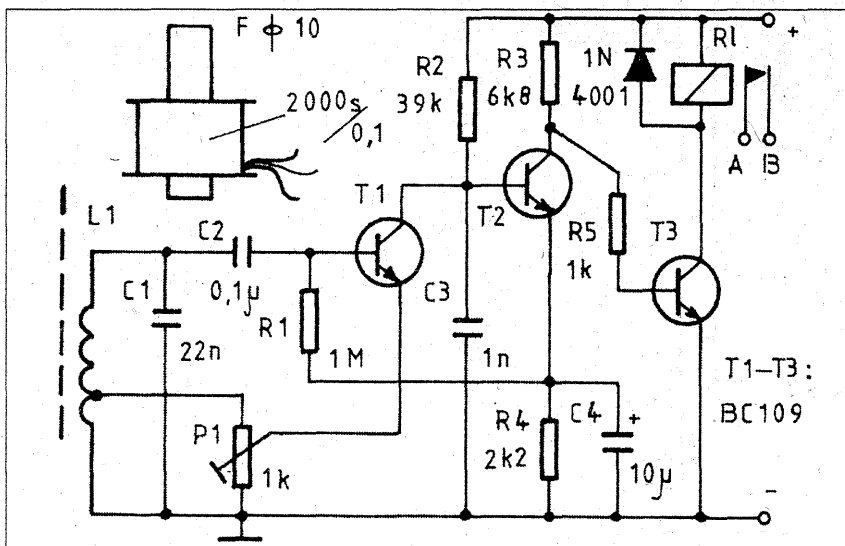 F ϕ 10
2000s
0,1
L1
C1
22n
C2
0,1µ
R1
1M
P1
1k
T1
R2
39k
C3
1n
R3
6k8
T2
R4
2k2
C4
+
10µ
R5
1k
1N
4001
Rl
+
A B
T3
T1–T3:
BC109
-